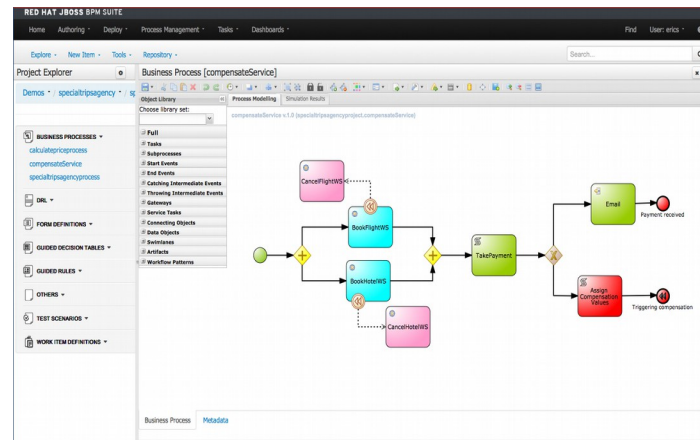 RED HAT JBOSS BPM SUITE
Home Authoring Deploy Process Management Tasks Dashboards Find User: erics
Explore New Item Tools Repository Search...
Project Explorer
Demos specialtripsagency
BUSINESS PROCESSES
calculatepriceprocess
compensateService
specialtripsagencyprocess
DRL
FORM DEFINITIONS
GUIDED DECISION TABLES
GUIDED RULES
OTHERS
TEST SCENARIOS
WORK ITEM DEFINITIONS
Business Process [compensateService]
Object Library
Choose library set:
Full
Tasks
Subprocesses
Start Events
End Events
Catching Intermediate Events
Throwing Intermediate Events
Gateways
Service Tasks
Connecting Objects
Data Objects
Swimlanes
Artifacts
Workflow Patterns
Process Modelling Simulation Results
compensateService v.1.0 (specialtripsagencyproject.compensateService)
CancelFlightWS
BookFlightWS
BookHotelWS
CancelHotelWS
TakePayment
Email
Payment received
Assign
Compensation
Values
Triggering compensation
Business Process Metadata